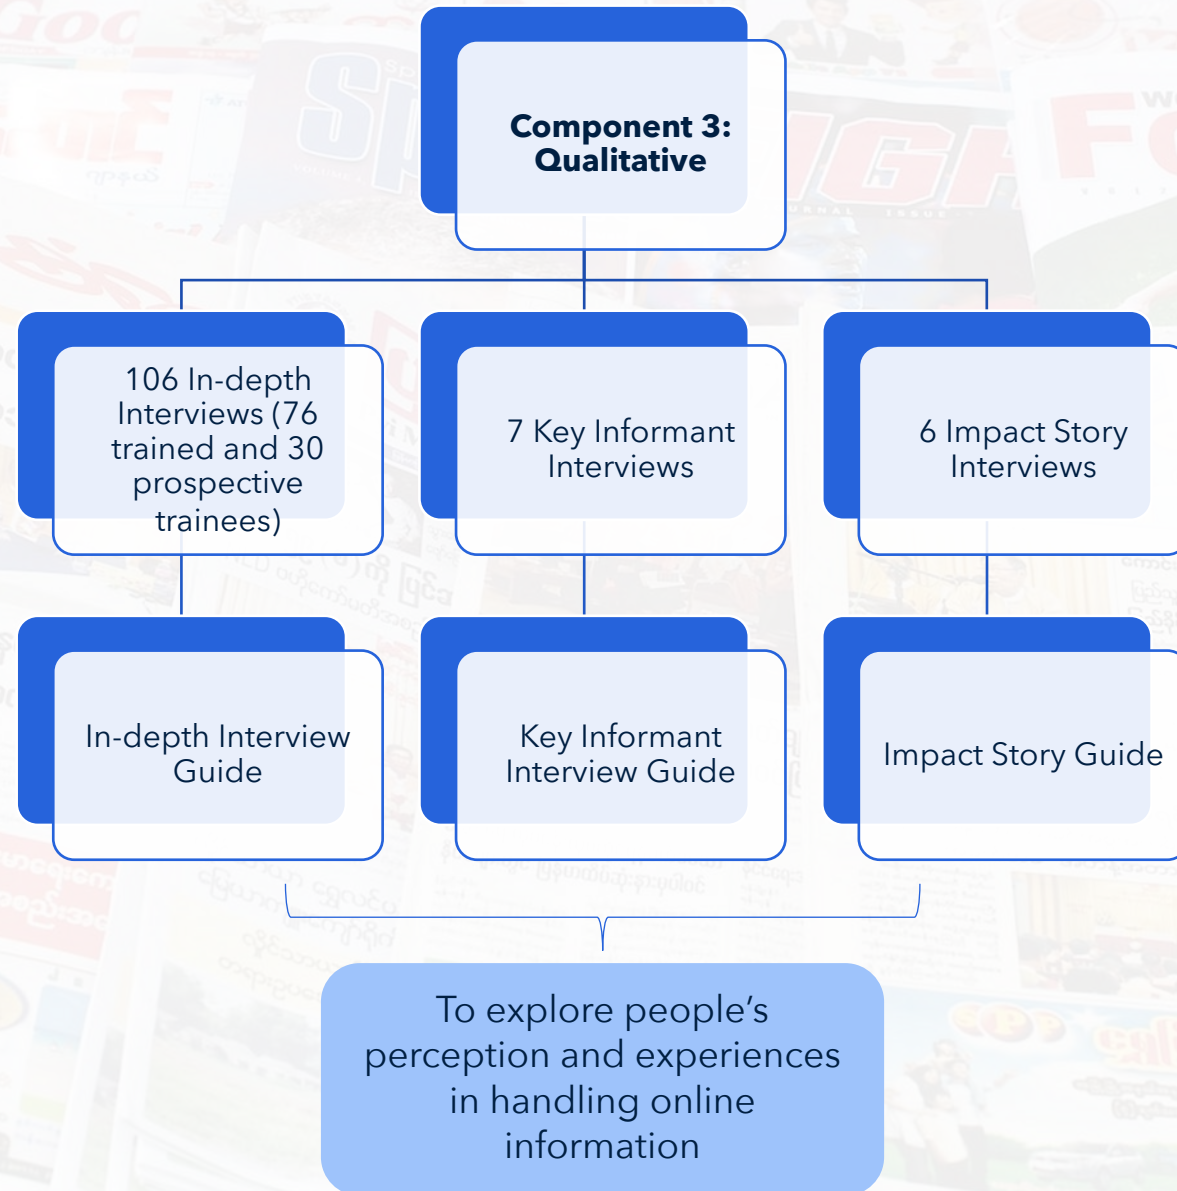 Component 3:
Qualitative
106 In-depth
Interviews (76
trained and 30
prospective
trainees)
7 Key Informant
Interviews
6 Impact Story
Interviews
In-depth Interview
Guide
Key Informant
Interview Guide
Impact Story Guide
To explore people’s
perception and experiences
in handling online
information